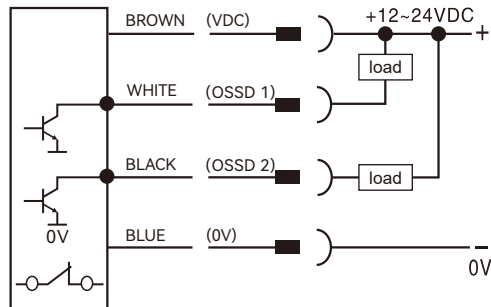 BROWN (VDC) +12~24VDC +
load
WHITE (OSSD 1)
BLACK (OSSD 2) load
0V
BLUE (0V) −
0V